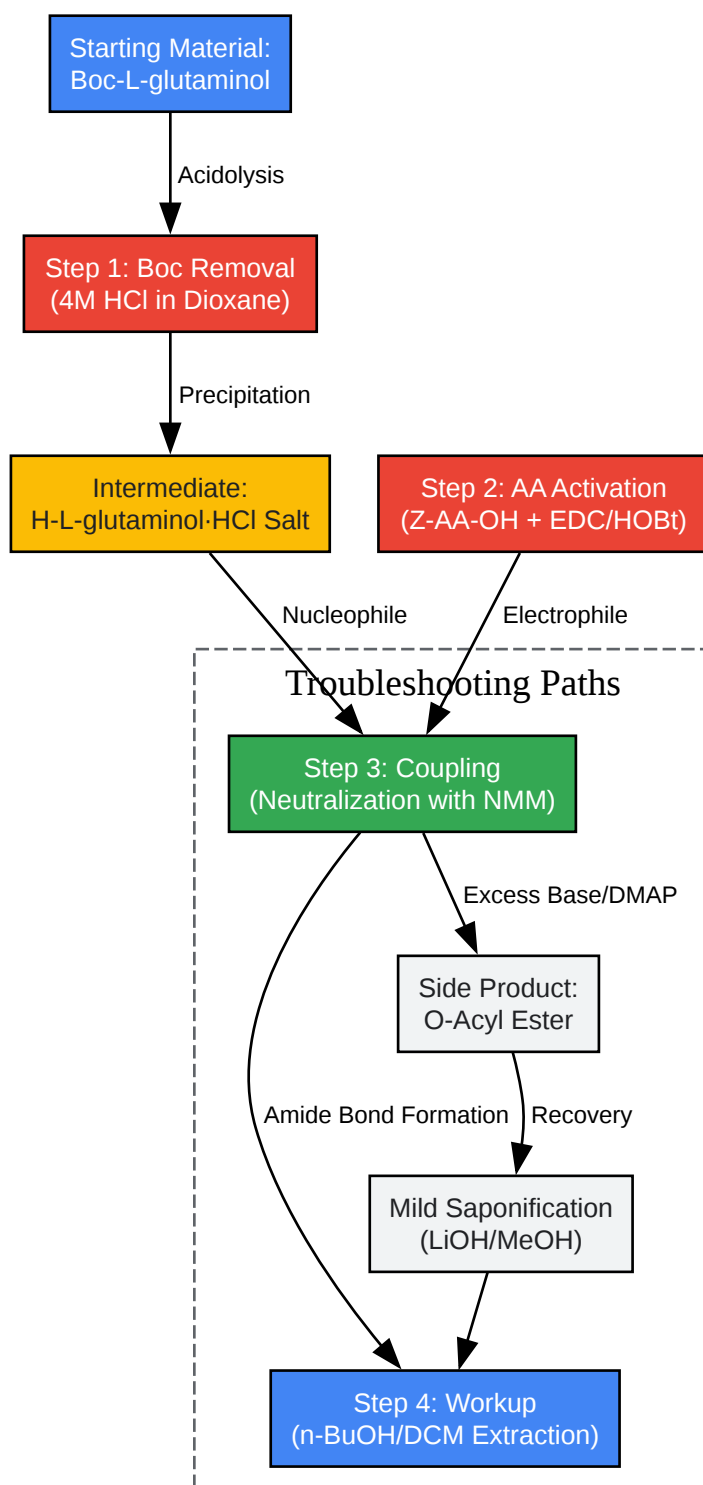 Starting Material:
Boc-L-glutaminol
Acidolysis
Step 1: Boc Removal
(4M HCl in Dioxane)
Precipitation
Intermediate:
H-L-glutaminol·HCl Salt
Step 2: AA Activation
(Z-AA-OH + EDC/HOBt)
Nucleophile
Electrophile
Troubleshooting Paths
Step 3: Coupling
(Neutralization with NMM)
Excess Base/DMAP
Side Product:
O-Acyl Ester
Amide Bond Formation
Recovery
Mild Saponification
(LiOH/MeOH)
Step 4: Workup
(n-BuOH/DCM Extraction)